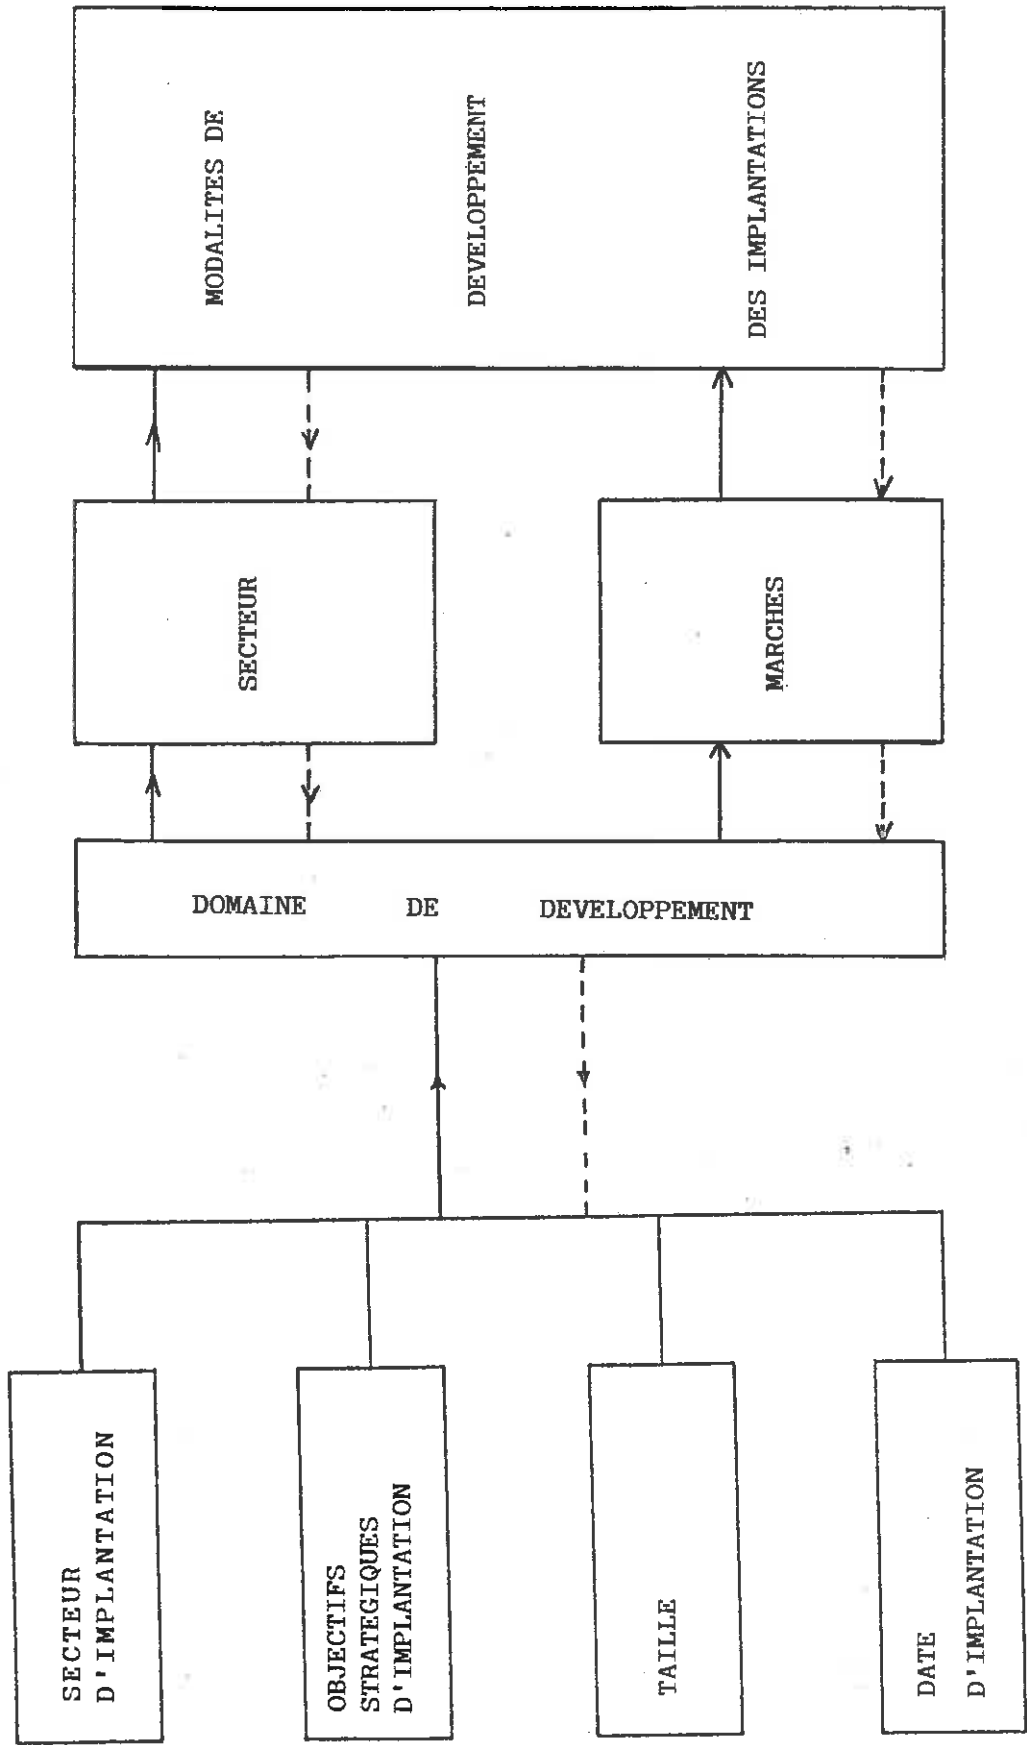 MODALITES DE
DEVELOPPEMENT
DES IMPLANTATIONS
SECTEUR
MARCHES
DOMAINE DE DEVELOPPEMENT
SECTEUR
D'IMPLANTATION
OBJECTIFS
STRATEGIQUES
D'IMPLANTATION
TAILLE
DATE
D'IMPLANTATION